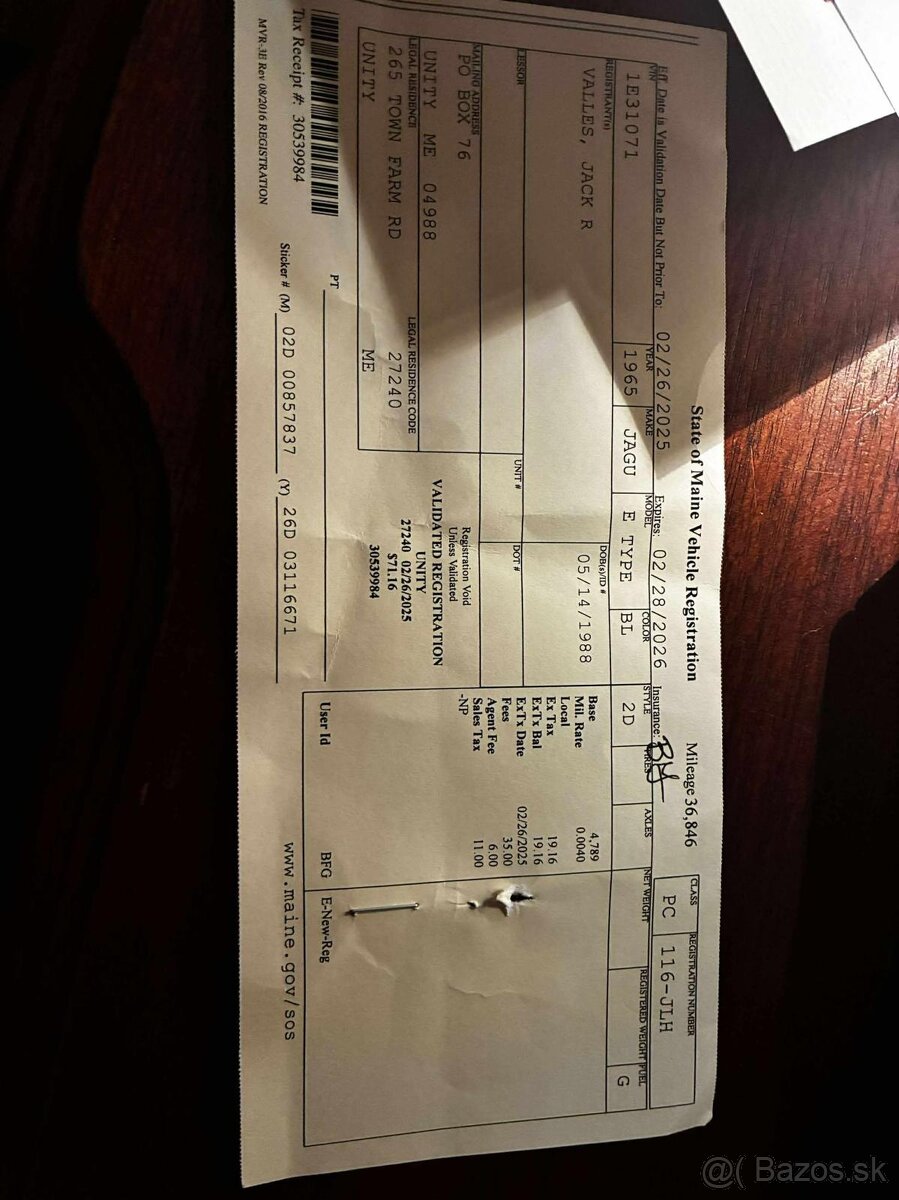 State of Maine Vehicle Registration Mileage 36,846
CLASS REGISTRATION NUMBER
PC 116-JLH
Eff. Date is Validation Date But Not Prior To: 02/26/2025 Expires: 02/28/2026 Insurance:
VIN YEAR MAKE MODEL COLOR STYLE TIRES AXLES NET WEIGHT REGISTERED WEIGHT FUEL
1E31071 1965 JAGU E TYPE BL 2D G
REGISTRANT(S) DOB(S)/ID #
VALLES, JACK R 05/14/1988
LESSOR UNIT # DOT #
MAILING ADDRESS
PO BOX 76
UNITY ME 04988
LEGAL RESIDENCE LEGAL RESIDENCE CODE
265 TOWN FARM RD 27240
UNITY ME
Registration Void
Unless Validated
VALIDATED REGISTRATION
UNITY
27240 02/26/2025
$71.16
30539984
Base 4,789
Mil. Rate 0.0040
Local
Ex Tax 19.16
ExTx Bal 19.16
ExTx Date 02/26/2025
Fees 35.00
Agent Fee 6.00
Sales Tax 11.00
-NP
User Id BFG E-New-Reg
PT
Tax Receipt #: 30539984
Sticker # (M) 02D 00857837 (Y) 26D 03116671
www.maine.gov/sos
MVR-3E Rev 08/2016 REGISTRATION
@( Bazos.sk